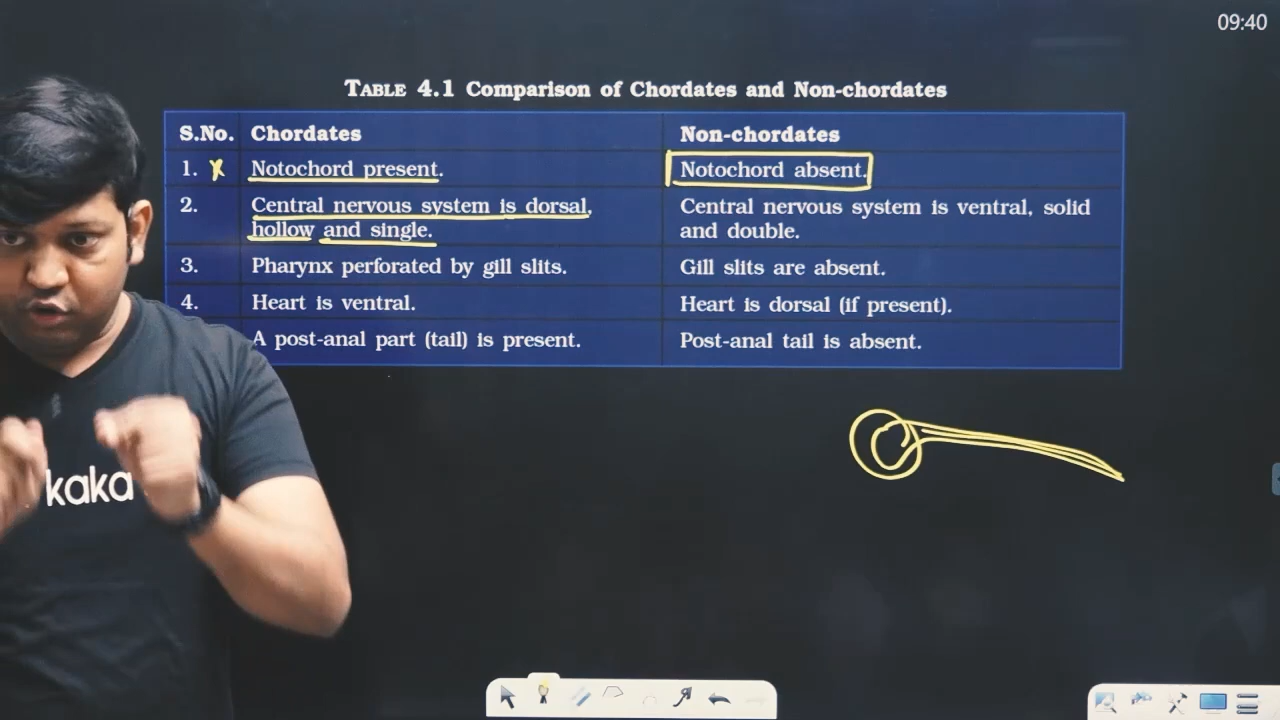 09:40
TABLE 4.1 Comparison of Chordates and Non-chordates
S.No. Chordates Non-chordates
1. Notochord present. Notochord absent.
2. Central nervous system is dorsal, hollow and single. Central nervous system is ventral, solid and double.
3. Pharynx perforated by gill slits. Gill slits are absent.
4. Heart is ventral. Heart is dorsal (if present).
A post-anal part (tail) is present. Post-anal tail is absent.
kaka